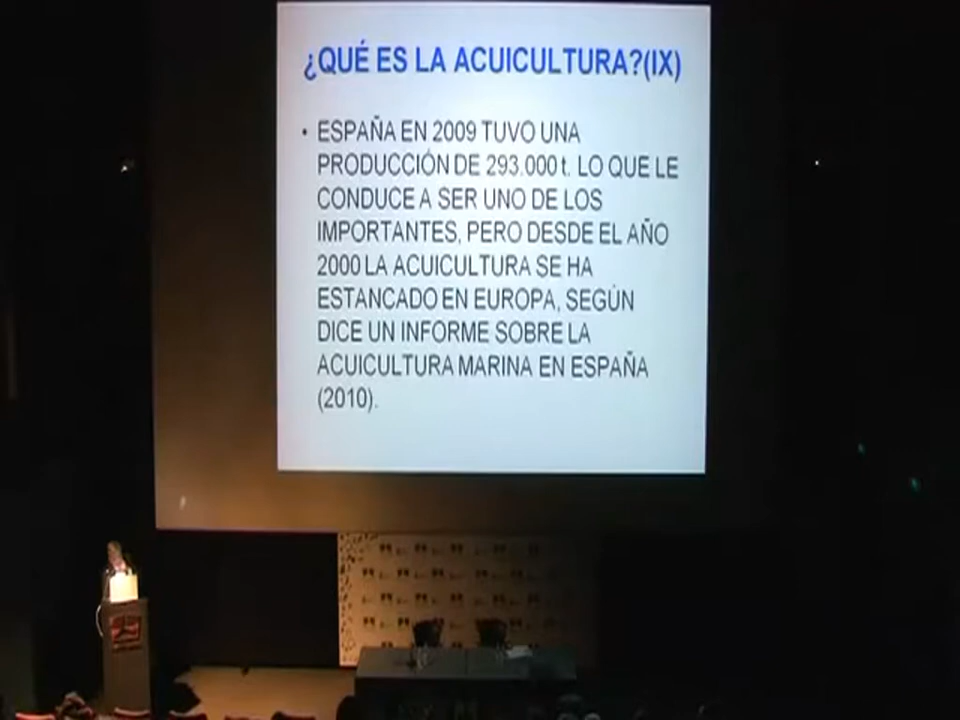 ¿QUÉ ES LA ACUICULTURA?(IX)
• ESPAÑA EN 2009 TUVO UNA
PRODUCCIÓN DE 293.000 t. LO QUE LE
CONDUCE A SER UNO DE LOS
IMPORTANTES, PERO DESDE EL AÑO
2000 LA ACUICULTURA SE HA
ESTANCADO EN EUROPA, SEGÚN
DICE UN INFORME SOBRE LA
ACUICULTURA MARINA EN ESPAÑA
(2010).